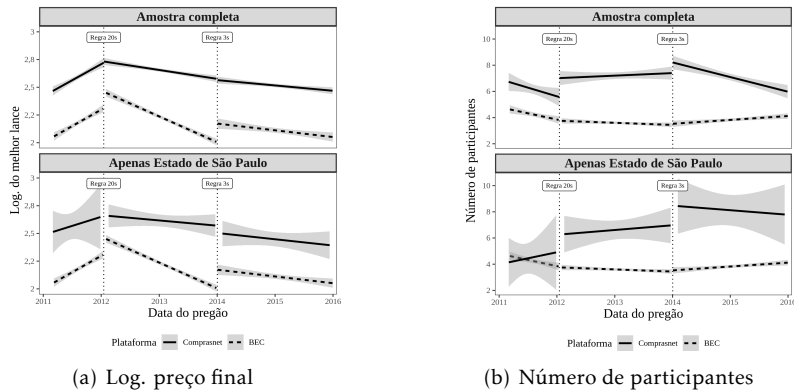 Amostra completa
Regra 20s
Regra 3s
3
2,8
2,5
2,2
2
Apenas Estado de São Paulo
Regra 20s
Regra 3s
3
2,8
2,5
2,2
2
2011
2012
2013
2014
2015
2016
Log. do melhor lance
Data do pregão
Plataforma
Comprasnet
BEC
(a) Log. preço final
Amostra completa
Regra 20s
Regra 3s
10
8
6
4
2
Apenas Estado de São Paulo
Regra 20s
Regra 3s
10
8
6
4
2
2011
2012
2013
2014
2015
2016
Número de participantes
Data do pregão
Plataforma
Comprasnet
BEC
(b) Número de participantes